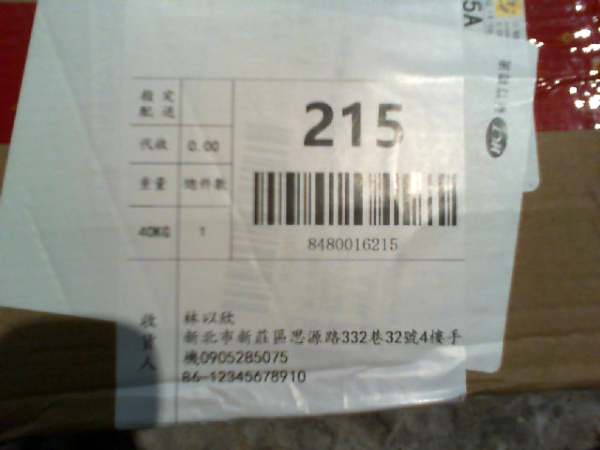 5A
指定
配送
215
代收 0.00
重量 總件數
40KG 1
8480016215
收貨人
林以欣
新北市新莊區思源路332巷32號4樓手
機0905285075
86-12345678910